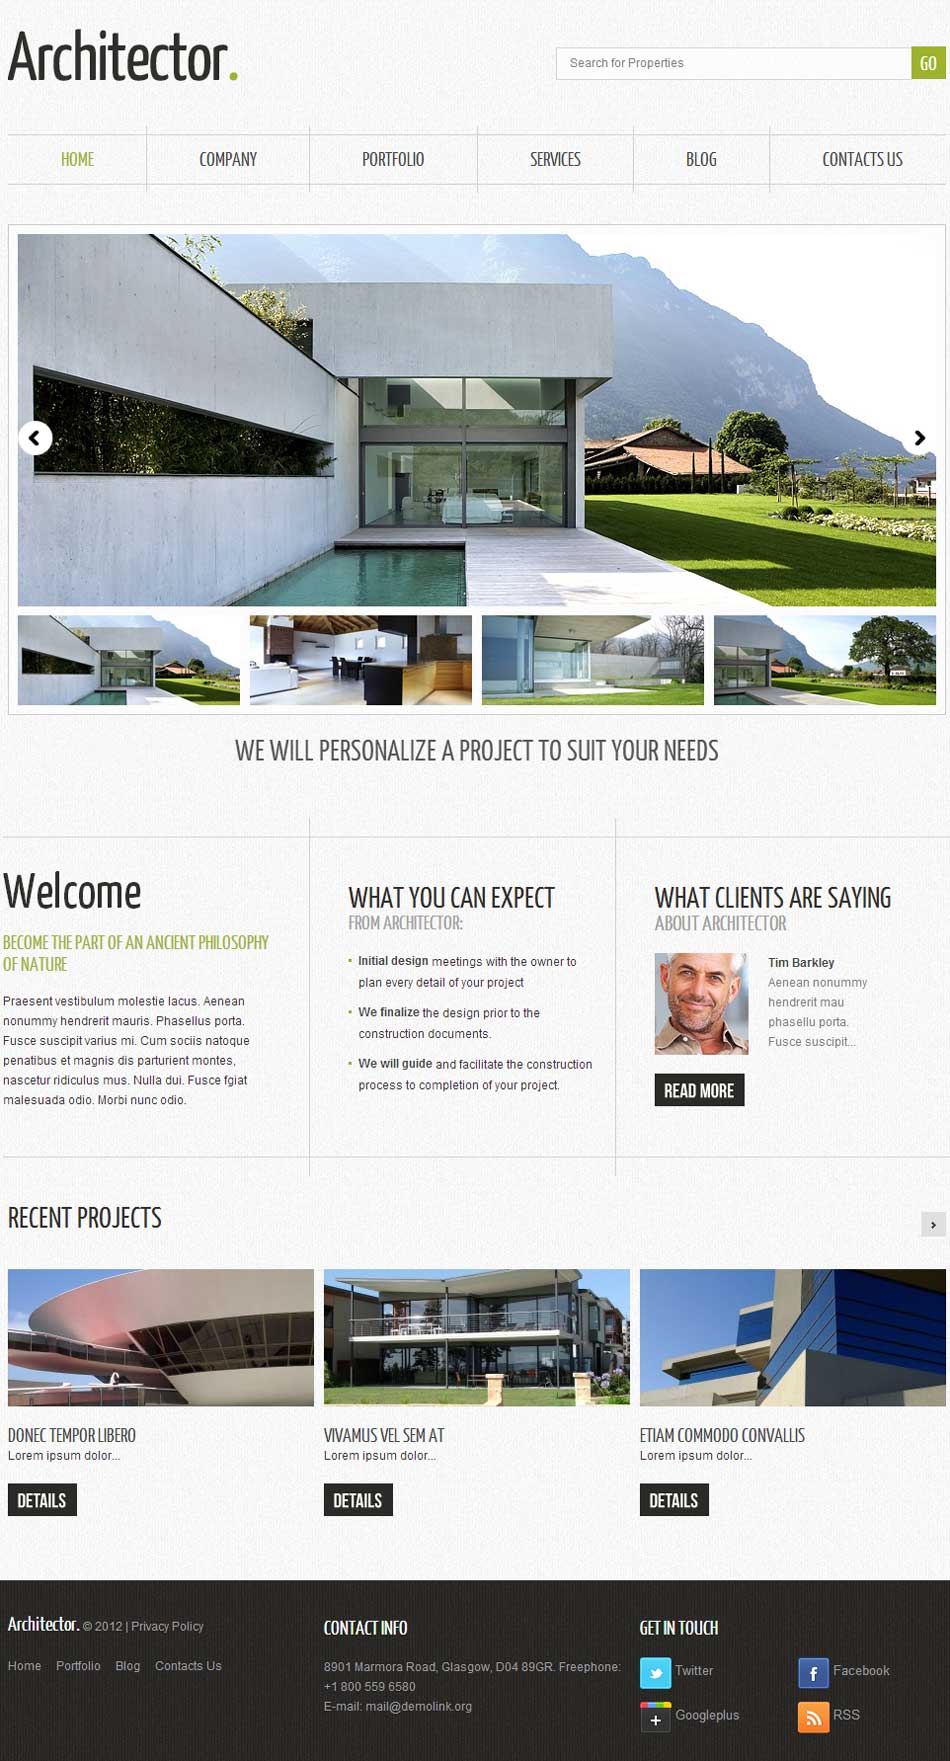 Architector.
Search for Properties
GO
HOME
COMPANY
PORTFOLIO
SERVICES
BLOG
CONTACTS US
WE WILL PERSONALIZE A PROJECT TO SUIT YOUR NEEDS
Welcome
BECOME THE PART OF AN ANCIENT PHILOSOPHY
OF NATURE
Praesent vestibulum molestie lacus. Aenean
nonummy hendrerit mauris. Phasellus porta.
Fusce suscipit varius mi. Cum sociis natoque
penatibus et magnis dis parturient montes,
nascetur ridiculus mus. Nulla dui. Fusce fgiat
malesuada odio. Morbi nunc odio.
WHAT YOU CAN EXPECT
FROM ARCHITECTOR:
Initial design meetings with the owner to
plan every detail of your project
We finalize the design prior to the
construction documents.
We will guide and facilitate the construction
process to completion of your project.
WHAT CLIENTS ARE SAYING
ABOUT ARCHITECTOR
Tim Barkley
Aenean nonummy
hendrerit mau
phasellu porta.
Fusce suscipit...
READ MORE
RECENT PROJECTS
DONEC TEMPOR LIBERO
Lorem ipsum dolor...
DETAILS
VIVAMUS VEL SEM AT
Lorem ipsum dolor...
DETAILS
ETIAM COMMODO CONVALLIS
Lorem ipsum dolor...
DETAILS
Architector. © 2012 | Privacy Policy
Home Portfolio Blog Contacts Us
CONTACT INFO
8901 Marmora Road, Glasgow, D04 89GR. Freephone:
+1 800 559 6580
E-mail: mail@demolink.org
GET IN TOUCH
Twitter
Facebook
Googleplus
RSS